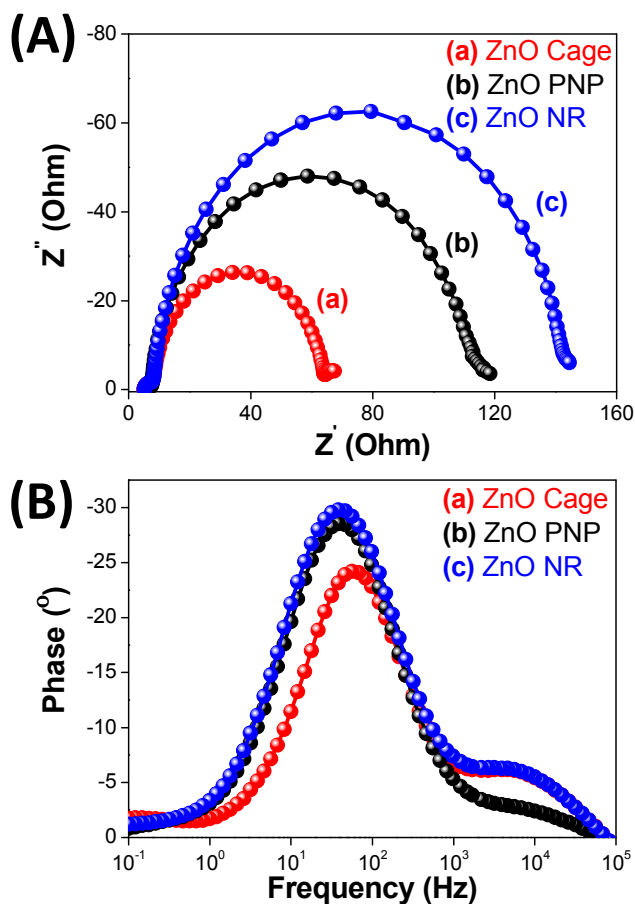 (A)
-80
-60
-40
-20
0
Z'' (Ohm)
(a) ZnO Cage
(b) ZnO PNP
(c) ZnO NR
(c)
(b)
(a)
0 40 80 120 160
Z' (Ohm)
(B)
-30
-25
-20
-15
-10
-5
0
Phase (⁰)
(a) ZnO Cage
(b) ZnO PNP
(c) ZnO NR
10⁻¹ 10⁰ 10¹ 10² 10³ 10⁴ 10⁵
Frequency (Hz)